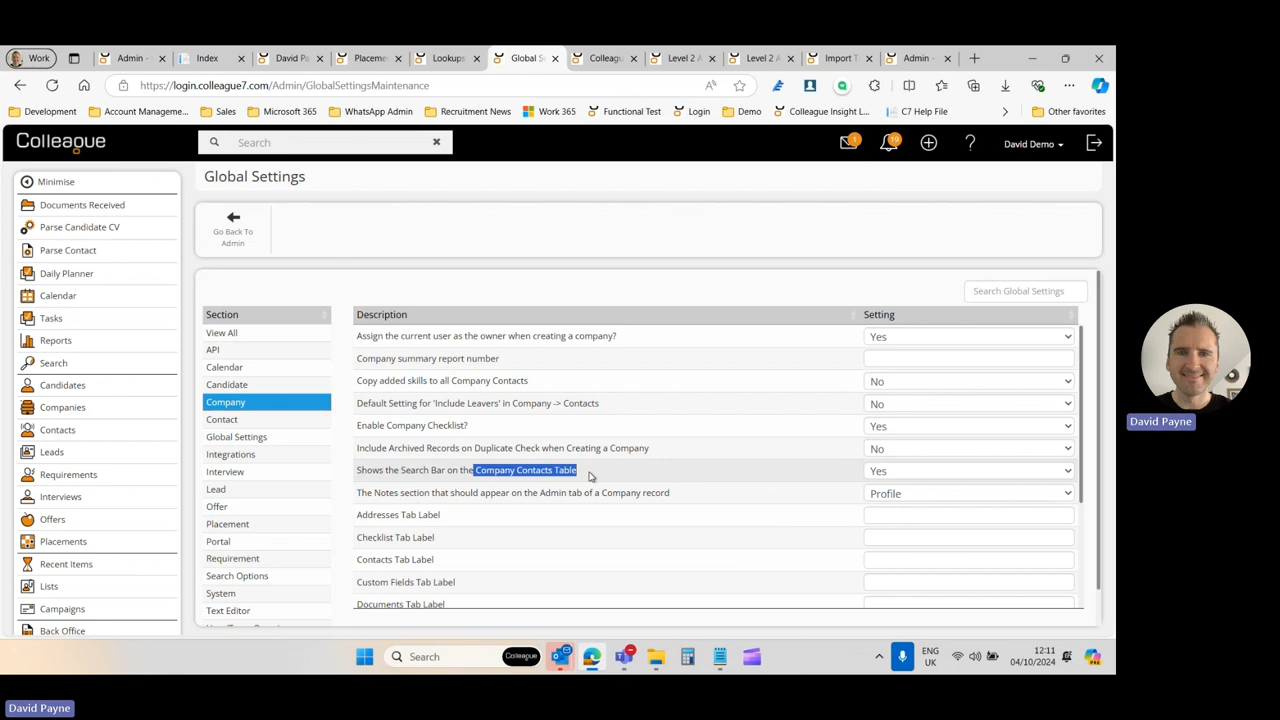 Work
Admin -
Index
David Pa
Placeme
Lookups
Global Se
Colleagu
Level 2 A
Level 2 A
Import T
Admin -
https://login.colleague7.com/Admin/GlobalSettingsMaintenance
Development
Account Manageme...
Sales
Microsoft 365
WhatsApp Admin
Recruitment News
Work 365
Functional Test
Login
Demo
Colleague Insight L...
C7 Help File
Other favorites
Colleague
Search
1
19
David Demo
Minimise
Documents Received
Parse Candidate CV
Parse Contact
Daily Planner
Calendar
Tasks
Reports
Search
Candidates
Companies
Contacts
Leads
Requirements
Interviews
Offers
Placements
Recent Items
Lists
Campaigns
Back Office
Global Settings
Go Back To
Admin
Search Global Settings
Section
View All
API
Calendar
Candidate
Company
Contact
Global Settings
Integrations
Interview
Lead
Offer
Placement
Portal
Requirement
Search Options
System
Text Editor
Description Setting
Assign the current user as the owner when creating a company? Yes
Company summary report number
Copy added skills to all Company Contacts No
Default Setting for 'Include Leavers' in Company -> Contacts No
Enable Company Checklist? Yes
Include Archived Records on Duplicate Check when Creating a Company No
Shows the Search Bar on the Company Contacts Table Yes
The Notes section that should appear on the Admin tab of a Company record Profile
Addresses Tab Label
Checklist Tab Label
Contacts Tab Label
Custom Fields Tab Label
Documents Tab Label
David Payne
Search
Colleague
ENG
UK
12:11
04/10/2024
David Payne